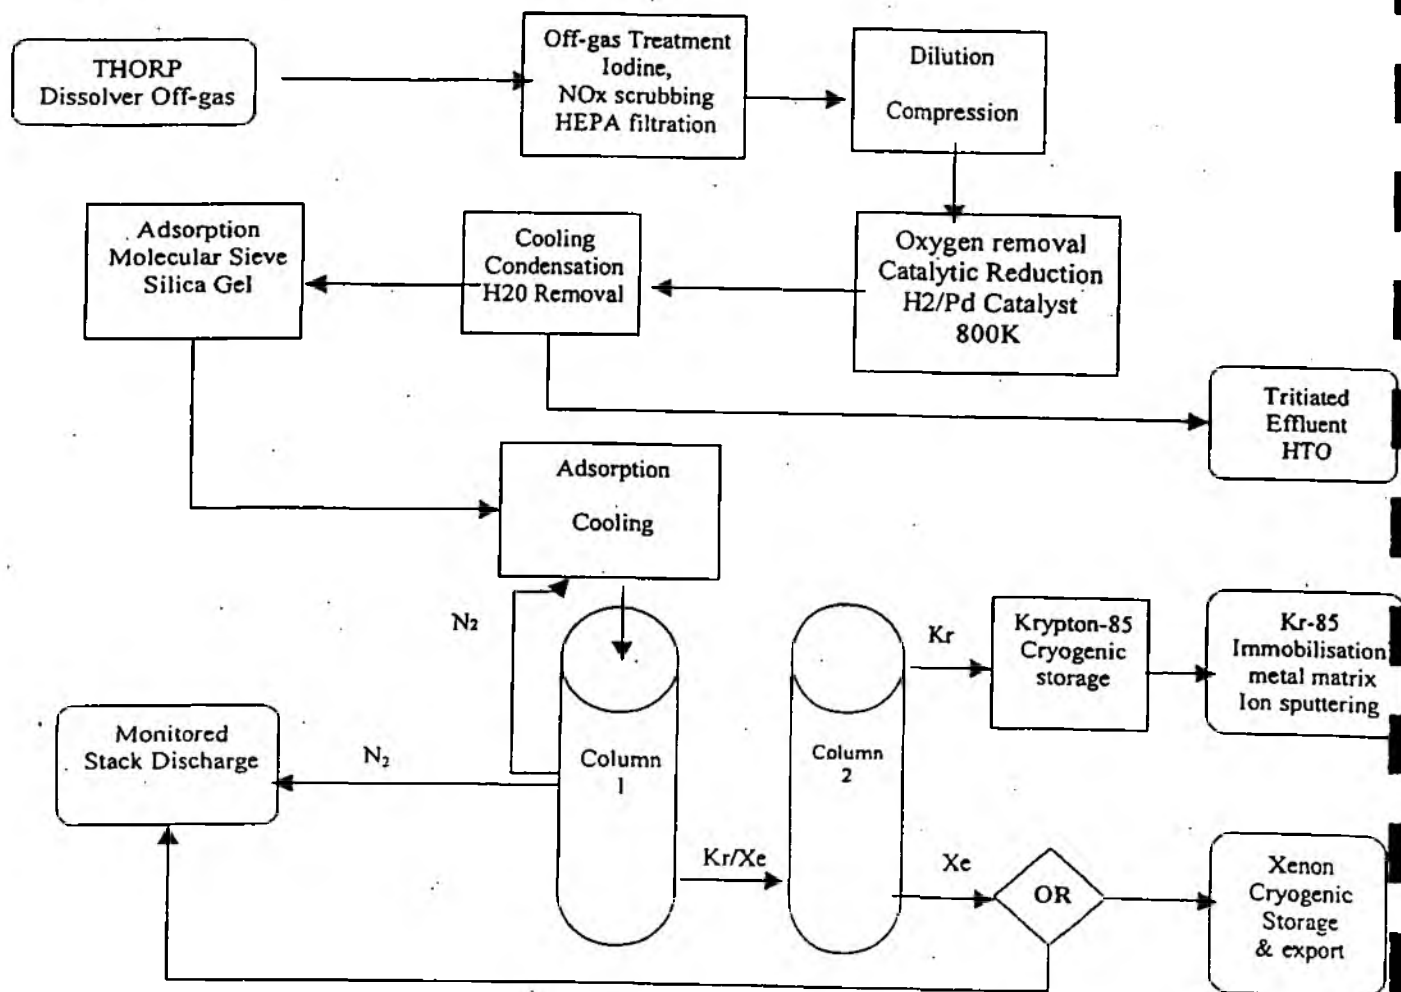 THORP
Dissolver Off-gas
Off-gas Treatment
Iodine,
NOx scrubbing
HEPA filtration
Dilution
Compression
Adsorption
Molecular Sieve
Silica Gel
Cooling
Condensation
H20 Removal
Oxygen removal
Catalytic Reduction
H2/Pd Catalyst
800K
Tritiated
Effluent
HTO
Adsorption
Cooling
N₂
Kr
Krypton-85
Cryogenic
storage
Kr-85
Immobilisation
metal matrix
Ion sputtering
Monitored
Stack Discharge
N₂
Column
1
Column
2
Kr/Xe
Xe
OR
Xenon
Cryogenic
Storage
& export